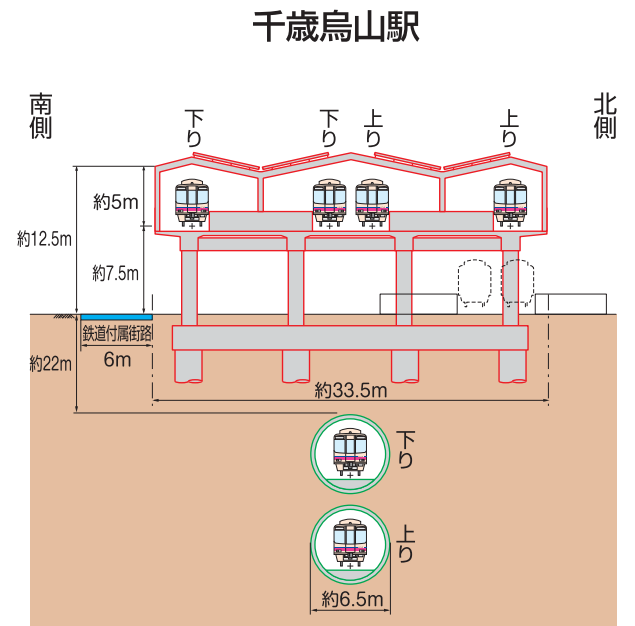 千歳烏山駅
南側
北側
下り
下り
上り
上り
約5m
約12.5m
約7.5m
鉄道付属街路
6m
約22m
約33.5m
下り
上り
約6.5m